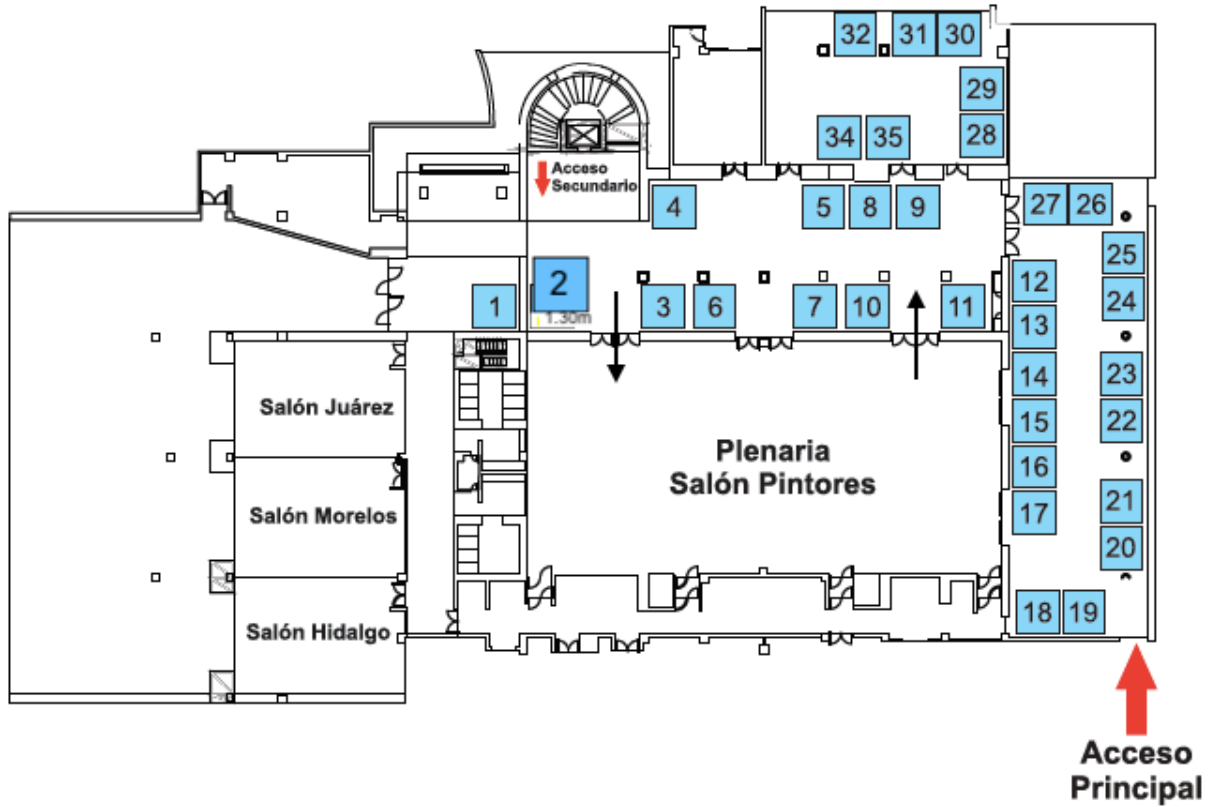 32 31 30
29
34 35 28
Acceso
Secundario
4 5 8 9 27 26
25
2 12 24
1 3 6 7 10 11
1.30m
13
14 23
Salón Juárez
15 22
Plenaria
Salón Pintores
16
21
Salón Morelos
17
20
18 19
Salón Hidalgo
Acceso
Principal